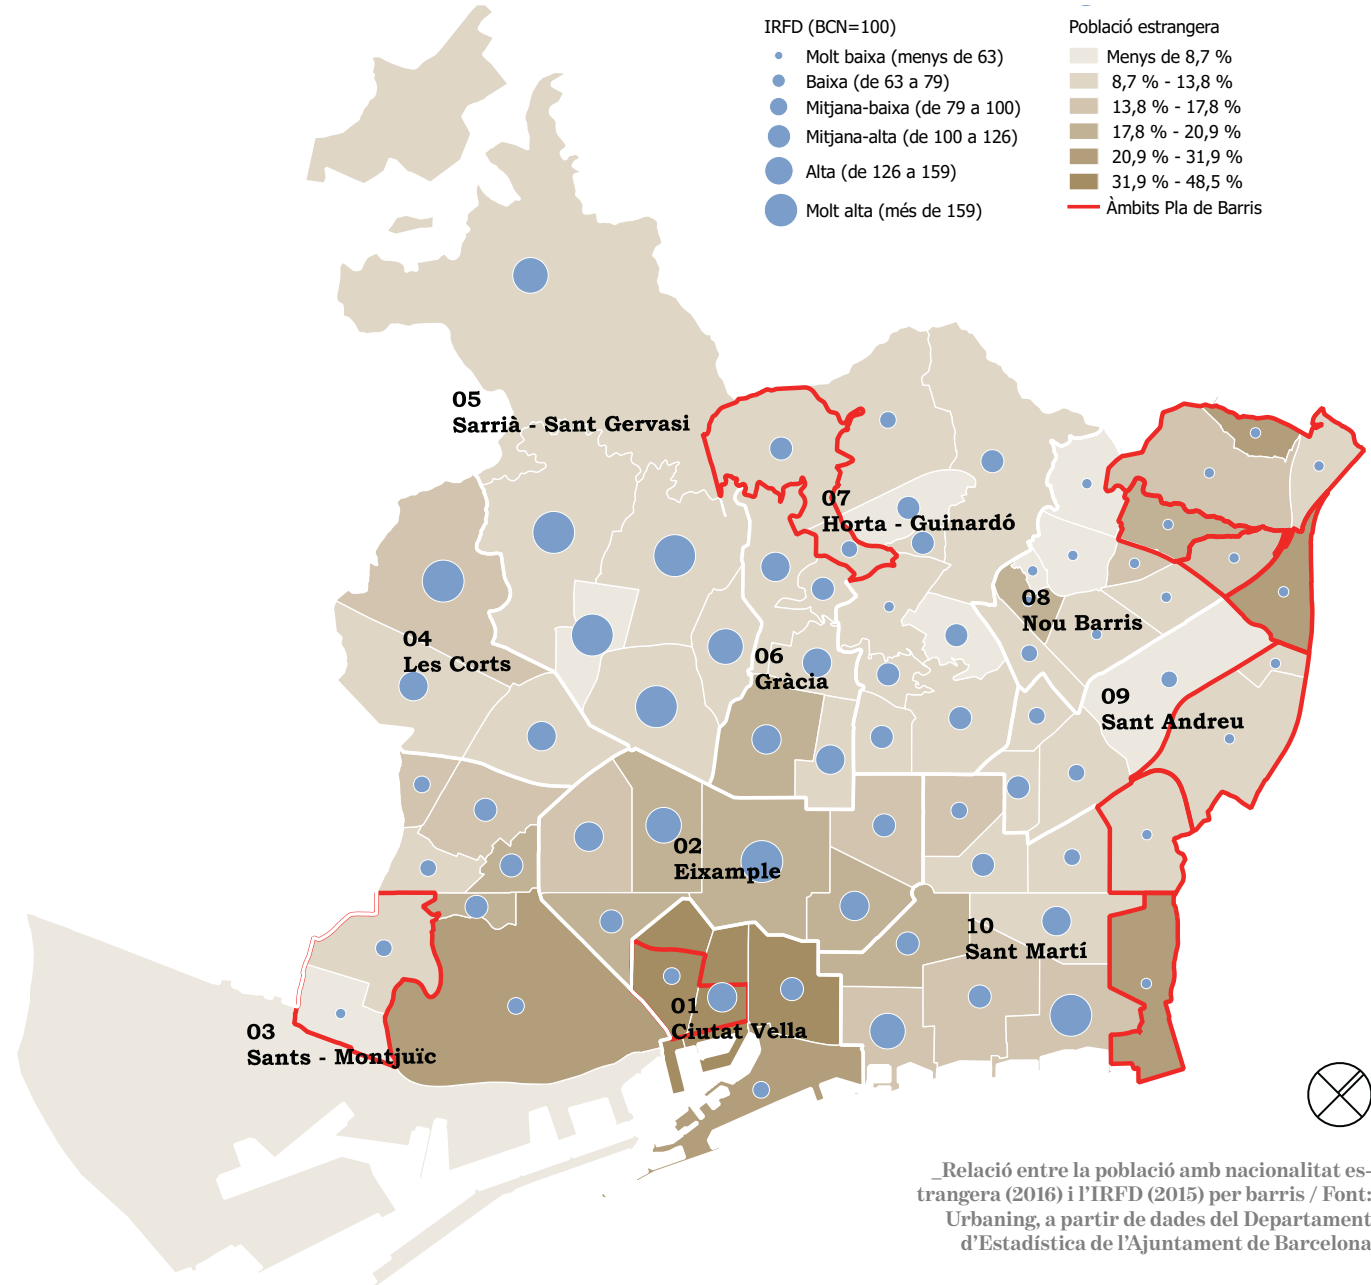 IRFD (BCN=100)
Molt baixa (menys de 63)
Baixa (de 63 a 79)
Mitjana-baixa (de 79 a 100)
Mitjana-alta (de 100 a 126)
Alta (de 126 a 159)
Molt alta (més de 159)
Població estrangera
Menys de 8,7 %
8,7 % - 13,8 %
13,8 % - 17,8 %
17,8 % - 20,9 %
20,9 % - 31,9 %
31,9 % - 48,5 %
Àmbits Pla de Barris
05
Sarrià - Sant Gervasi
07
Horta - Guinardó
08
Nou Barris
04
Les Corts
06
Gràcia
09
Sant Andreu
02
Eixample
10
Sant Martí
01
Ciutat Vella
03
Sants - Montjuïc
_Relació entre la població amb nacionalitat es-
trangera (2016) i l'IRFD (2015) per barris / Font:
Urbaning, a partir de dades del Departament
d'Estadística de l'Ajuntament de Barcelona